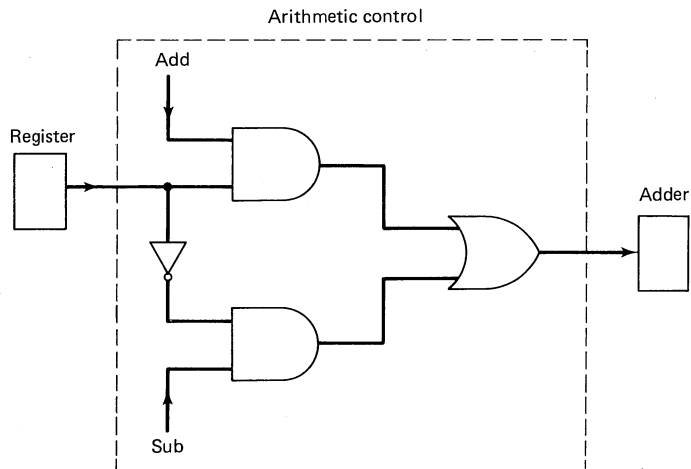 Arithmetic control
Add
Register
Adder
Sub